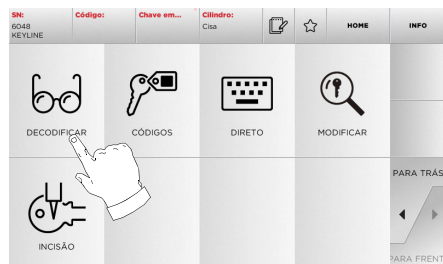 SN: Código: Chave em... Cilindro:
6048 Cisa HOME INFO
KEYLINE
DECODIFICAR CÓDIGOS DIRETO MODIFICAR
PARA TRÁS
INCISÃO
PARA FRENT